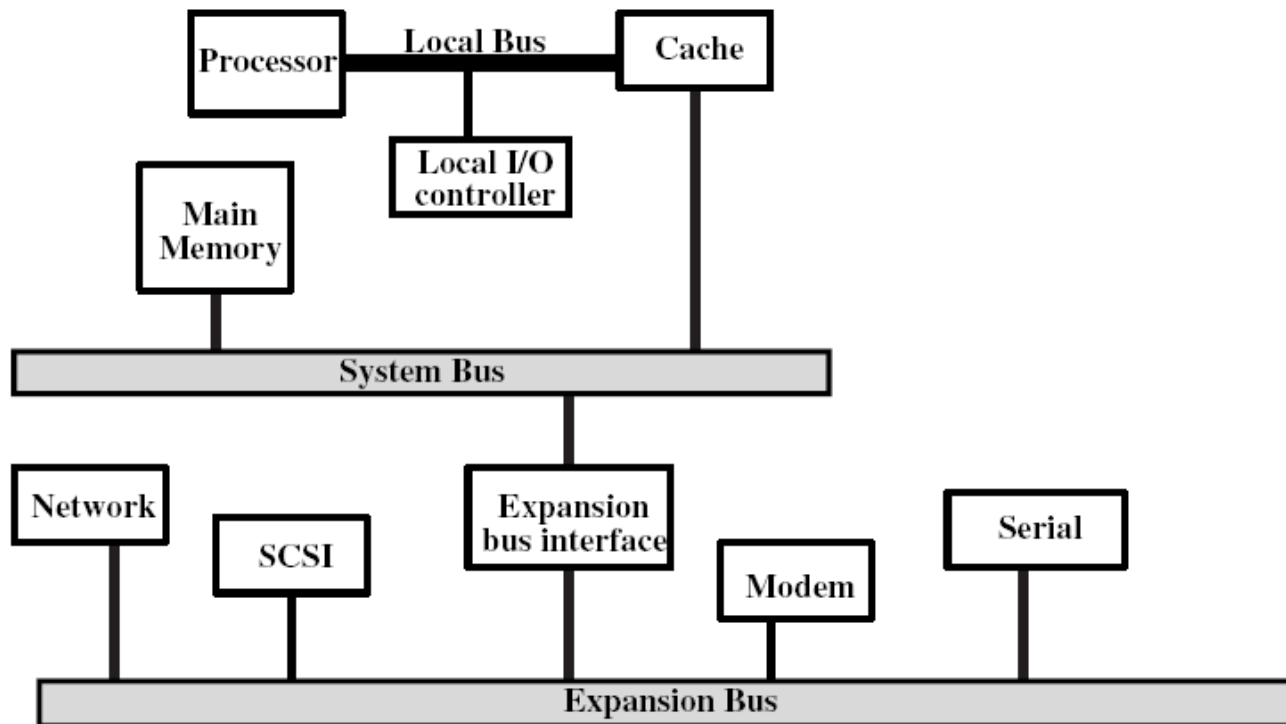 Local Bus
Processor
Cache
Local I/O
controller
Main
Memory
System Bus
Network
SCSI
Expansion
bus interface
Modem
Serial
Expansion Bus